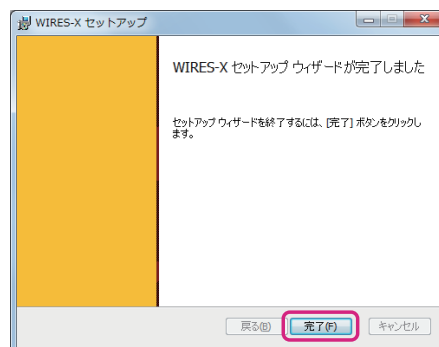 WIRES-X セットアップ
WIRES-X セットアップ ウィザードが完了しました
セットアップ ウィザードを終了するには、[完了] ボタンをクリックし
ます。
戻る(B) 完了(F) キャンセル